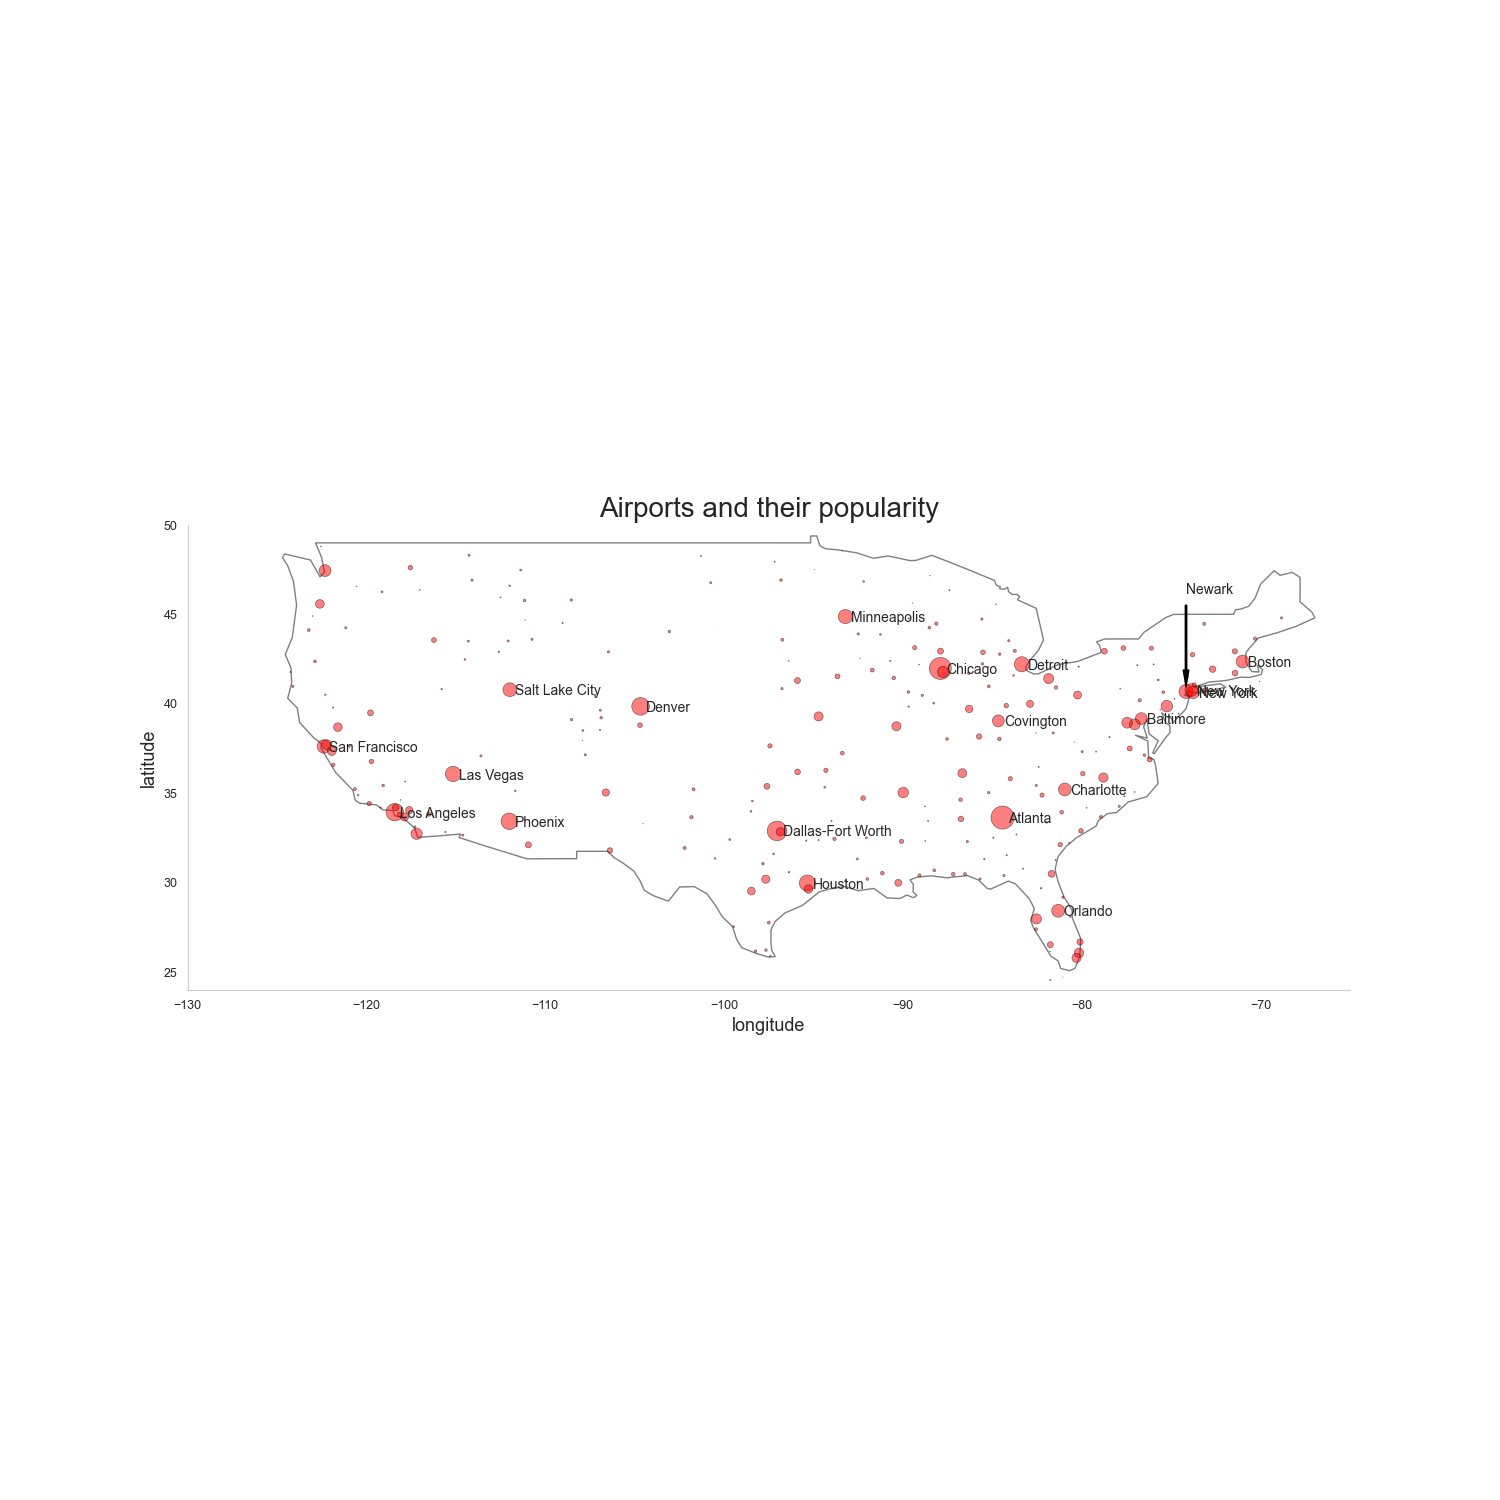 Airports and their popularity
50
45
40
35
30
25
latitude
Newark
Minneapolis
Chicago
Detroit
Boston
Salt Lake City
New York
New York
Denver
Baltimore
Covington
San Francisco
Las Vegas
Charlotte
Los Angeles
Phoenix
Atlanta
Dallas-Fort Worth
Houston
Orlando
−130 −120 −110 −100 −90 −80 −70
longitude